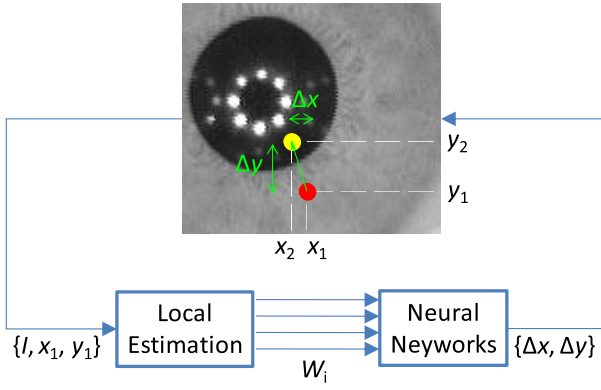 Δx
Δy
y₂
y₁
x₂ x₁
Local
Estimation
Neural
Neyworks
{I, x₁, y₁}
Wᵢ
{Δx, Δy}